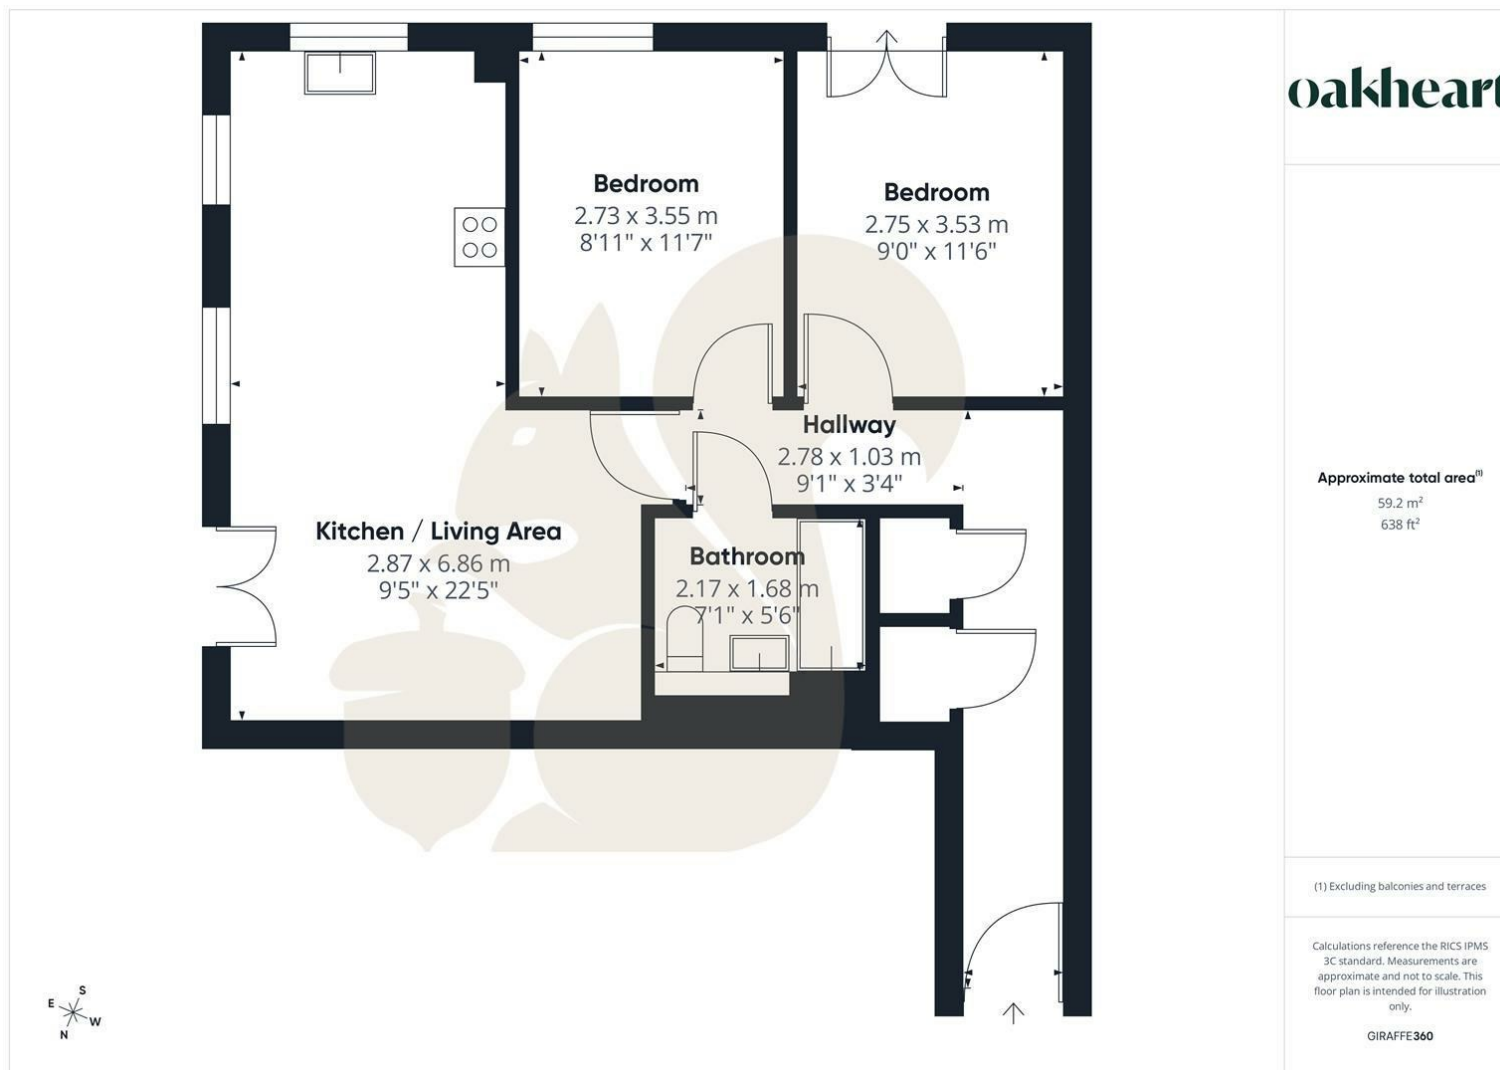 Bedroom
2.73 x 3.55 m
8'11" x 11'7"
Bedroom
2.75 x 3.53 m
9'0" x 11'6"
Hallway
2.78 x 1.03 m
9'1" x 3'4"
Kitchen / Living Area
2.87 x 6.86 m
9'5" x 22'5"
Bathroom
2.17 x 1.68 m
7'1" x 5'6"
S
E
W
N
oakheart
Approximate total area(1)
59.2 m²
638 ft²
(1) Excluding balconies and terraces
Calculations reference the RICS IPMS
3C standard. Measurements are
approximate and not to scale. This
floor plan is intended for illustration
only.
GIRAFFE360